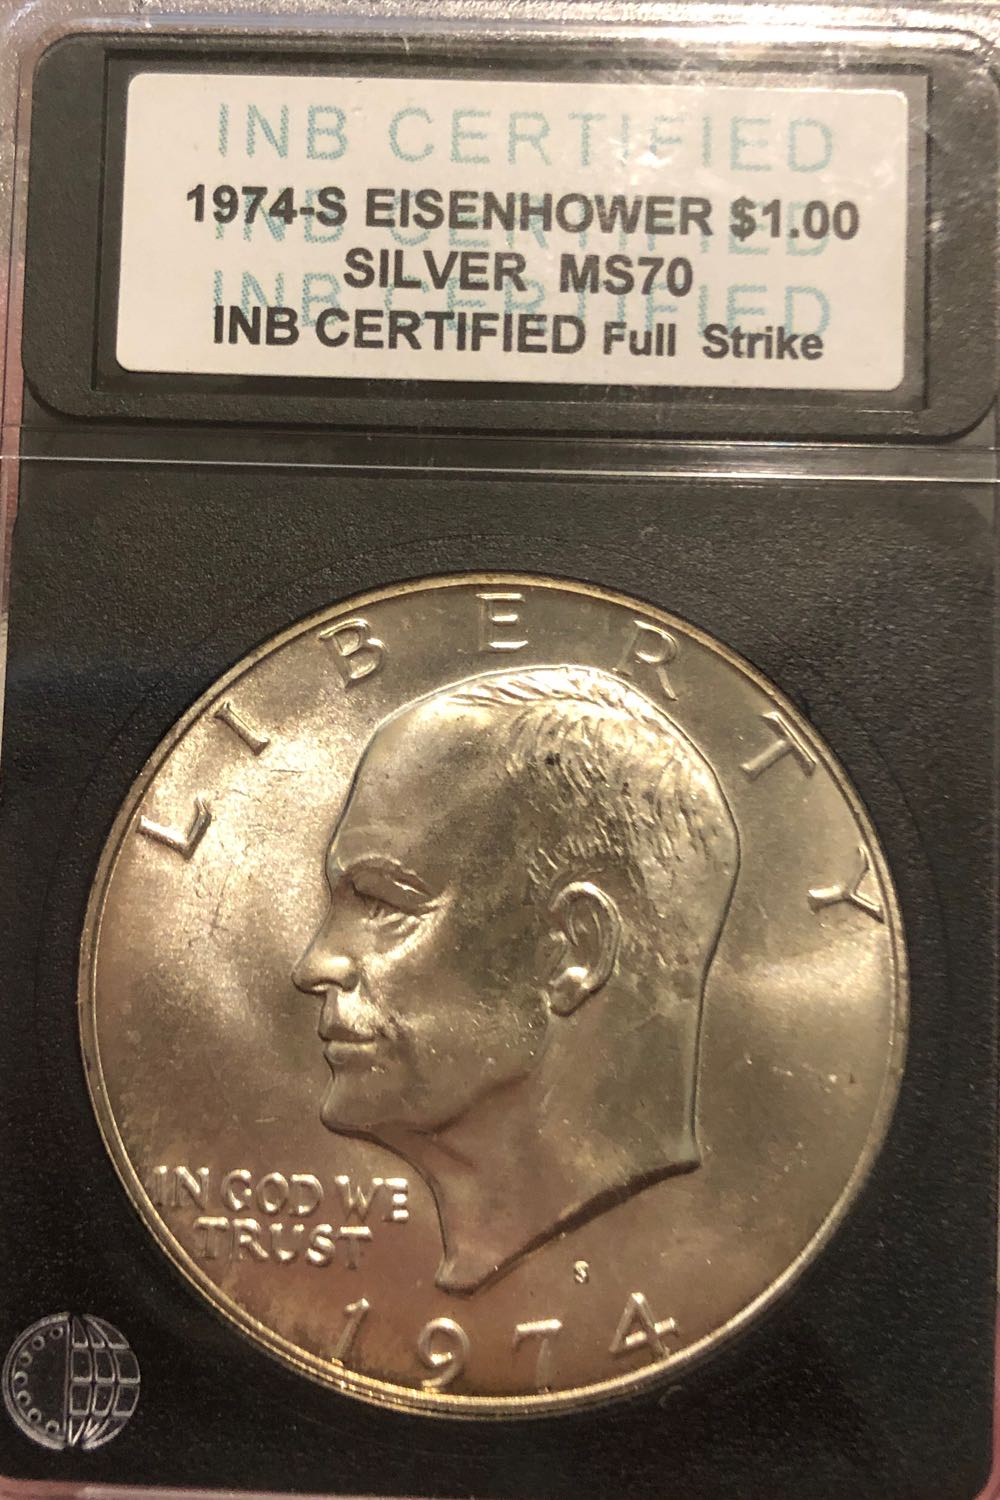 INB CERTIFIED
1974-S EISENHOWER $1.00
INB CERTIFIED
SILVER MS70
INB CERTIFIED
INB CERTIFIED Full Strike
LIBERTY
IN GOD WE
TRUST
S
1974